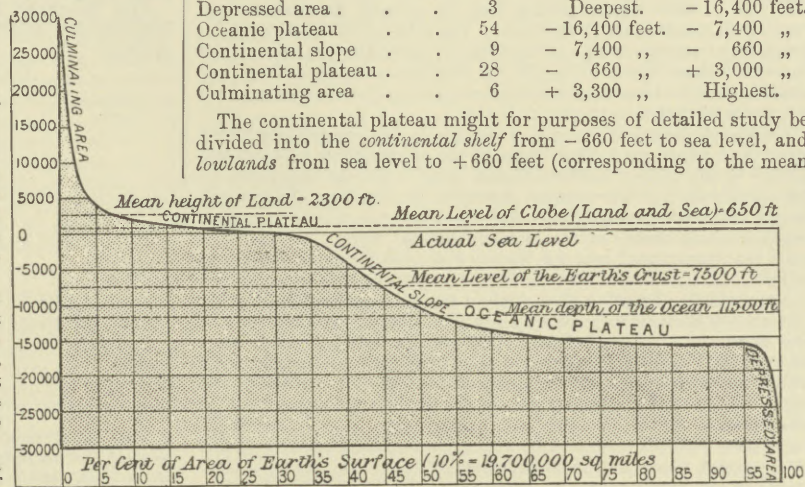 Depressed area . . . 3 Deepest. - 16,400 feet.
Oceanic plateau . . 54 - 16,400 feet. - 7,400 „
Continental slope . . 9 - 7,400 „ - 660 „
Continental plateau . . 28 - 660 „ + 3,000 „
Culminating area . . 6 + 3,300 „ Highest.
The continental plateau might for purposes of detailed study be
divided into the continental shelf from - 660 feet to sea level, and
lowlands from sea level to + 660 feet (corresponding to the mean
30000
25000
20000
15000
10000
5000
0
-5000
-10000
-15000
-20000
-25000
-30000
CULMINATING AREA
Mean height of Land = 2300 ft.
CONTINENTAL PLATEAU
Mean Level of Globe (Land and Sea)=650 ft
Actual Sea Level
CONTINENTAL SLOPE
Mean Level of the Earth's Crust=7500 ft
Mean depth of the Ocean 11500 ft
OCEANIC PLATEAU
DEPRESSED AREA
Per Cent of Area of Earth's Surface (10%=19.700,000 sq miles
0 5 10 15 20 25 30 35 40 45 50 55 60 65 70 75 80 85 90 95 100